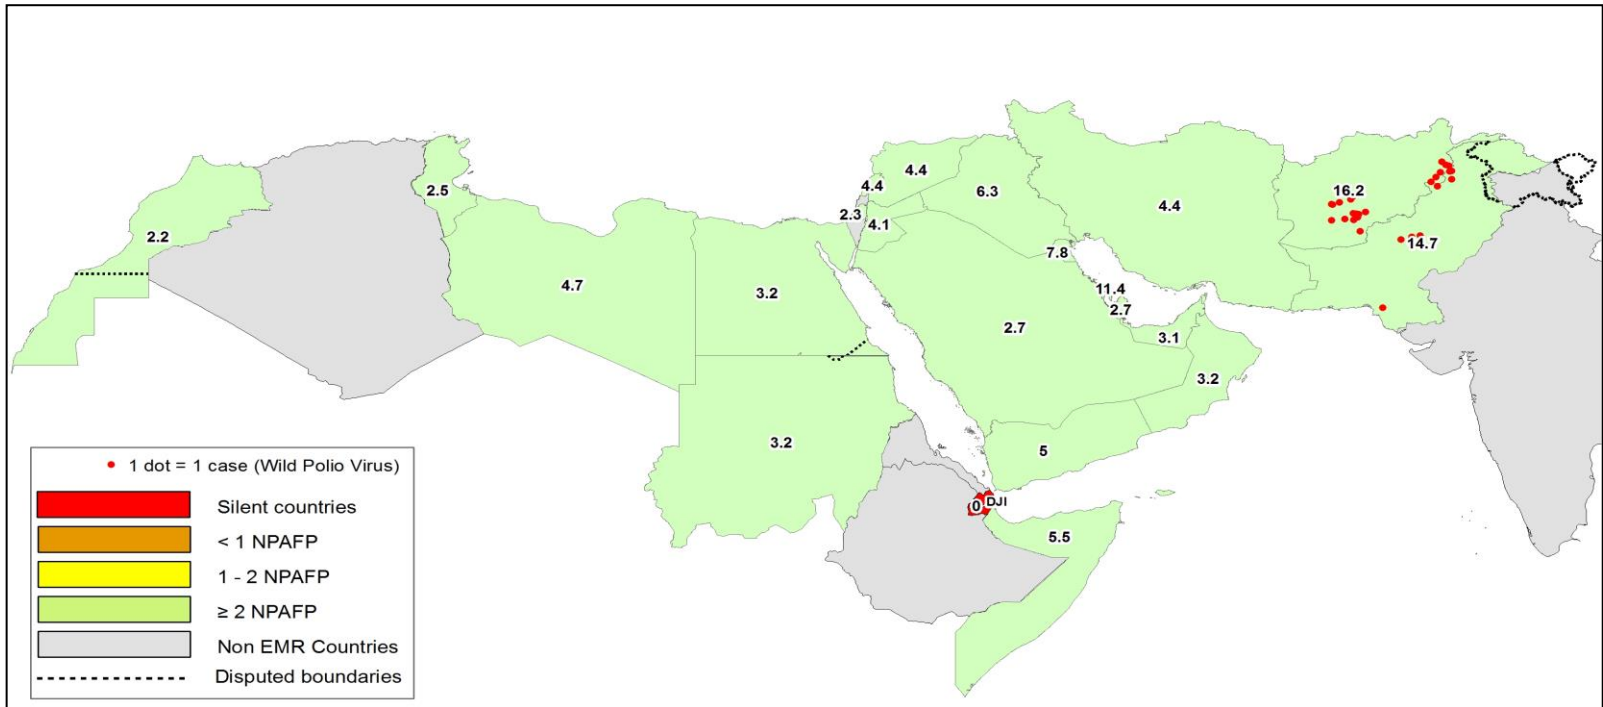 4.4
4.4
6.3
4.4
16.2
2.5
2.3
4.1
2.2
7.8
14.7
4.7
3.2
11.4
2.7
2.7
3.1
3.2
3.2
5
0
DJI
5.5
1 dot = 1 case (Wild Polio Virus)
Silent countries
< 1 NPAFP
1 - 2 NPAFP
≥ 2 NPAFP
Non EMR Countries
Disputed boundaries